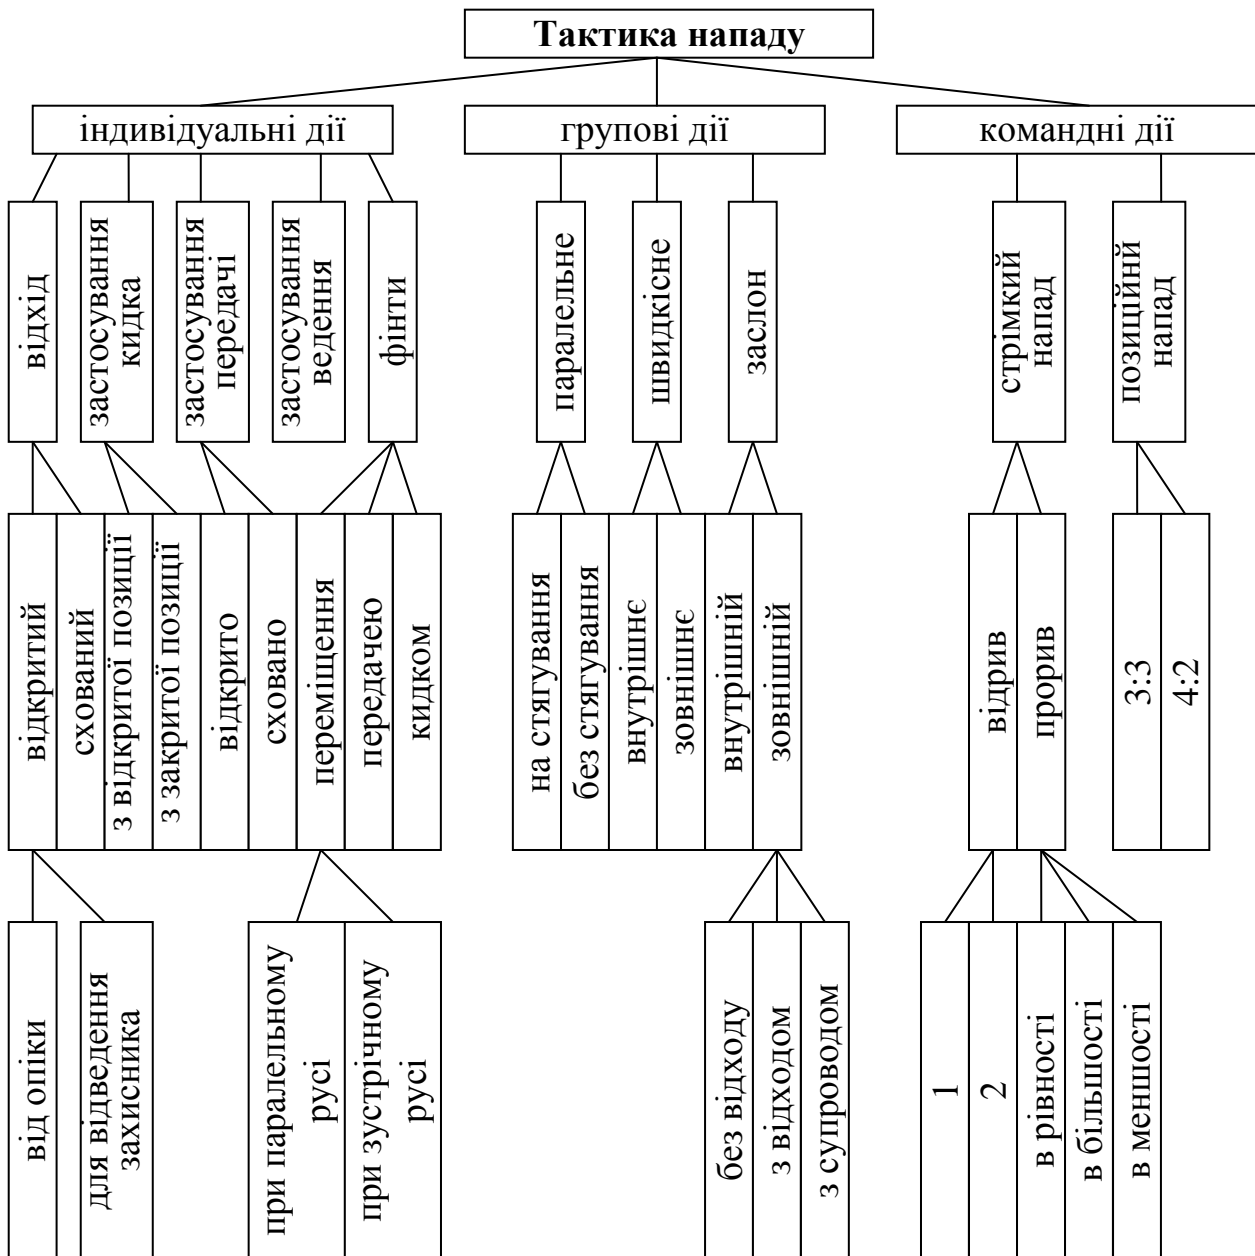 Тактика нападу
індивідуальні дії
групові дії
командні дії
відхід
застосування
кидка
застосування
передачі
застосування
ведення
фінти
паралельне
швидкісне
заслон
стрімкий
напад
позиційнй
напад
відкритий
схований
з відкритої позиції
з закритої позиції
відкрито
сховано
переміщення
передачею
кидком
на стягування
без стягування
внутрішнє
зовнішнє
внутрішній
зовнішній
відрив
прорив
3:3
4:2
від опіки
для відведення
захисника
при паралельному
русі
при зустрічному
русі
без відходу
з відходом
з супроводом
1
2
в рівності
в більшості
в меншості